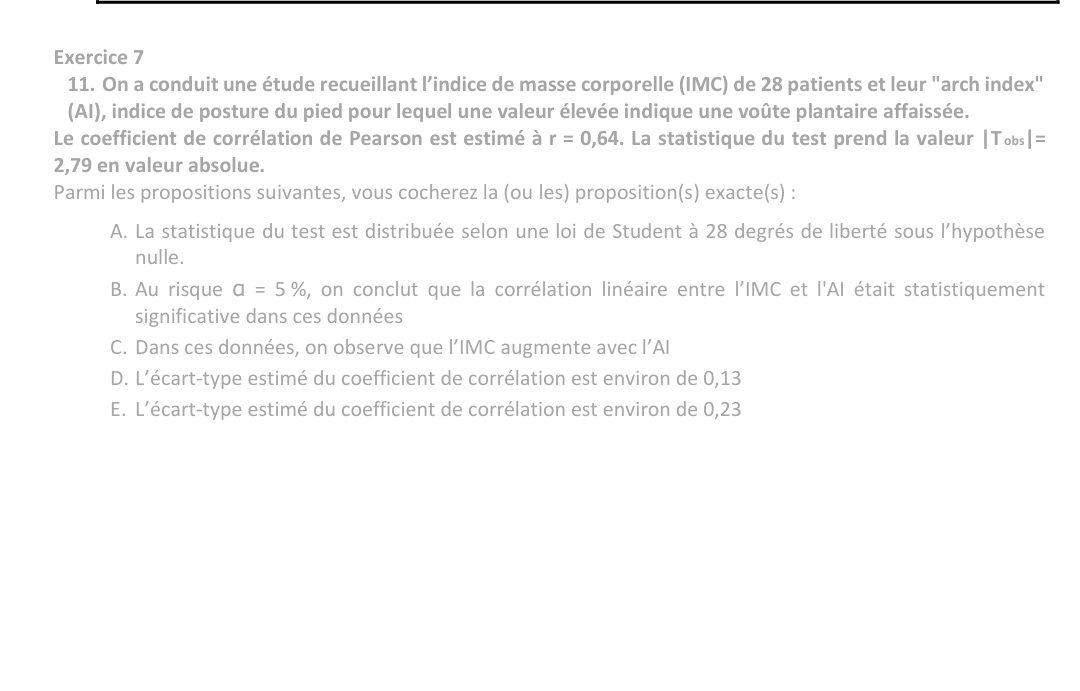 Exercice 7
11. On a conduit une étude recueillant l’indice de masse corporelle (IMC) de 28 patients et leur "arch index"
(AI), indice de posture du pied pour lequel une valeur élevée indique une voûte plantaire affaissée.
Le coefficient de corrélation de Pearson est estimé à r = 0,64. La statistique du test prend la valeur |T obs|=
2,79 en valeur absolue.
Parmi les propositions suivantes, vous cocherez la (ou les) proposition(s) exacte(s) :
A. La statistique du test est distribuée selon une loi de Student à 28 degrés de liberté sous l’hypothèse
nulle.
B. Au risque α = 5 %, on conclut que la corrélation linéaire entre l’IMC et l'AI était statistiquement
significative dans ces données
C. Dans ces données, on observe que l’IMC augmente avec l’AI
D. L’écart-type estimé du coefficient de corrélation est environ de 0,13
E. L’écart-type estimé du coefficient de corrélation est environ de 0,23